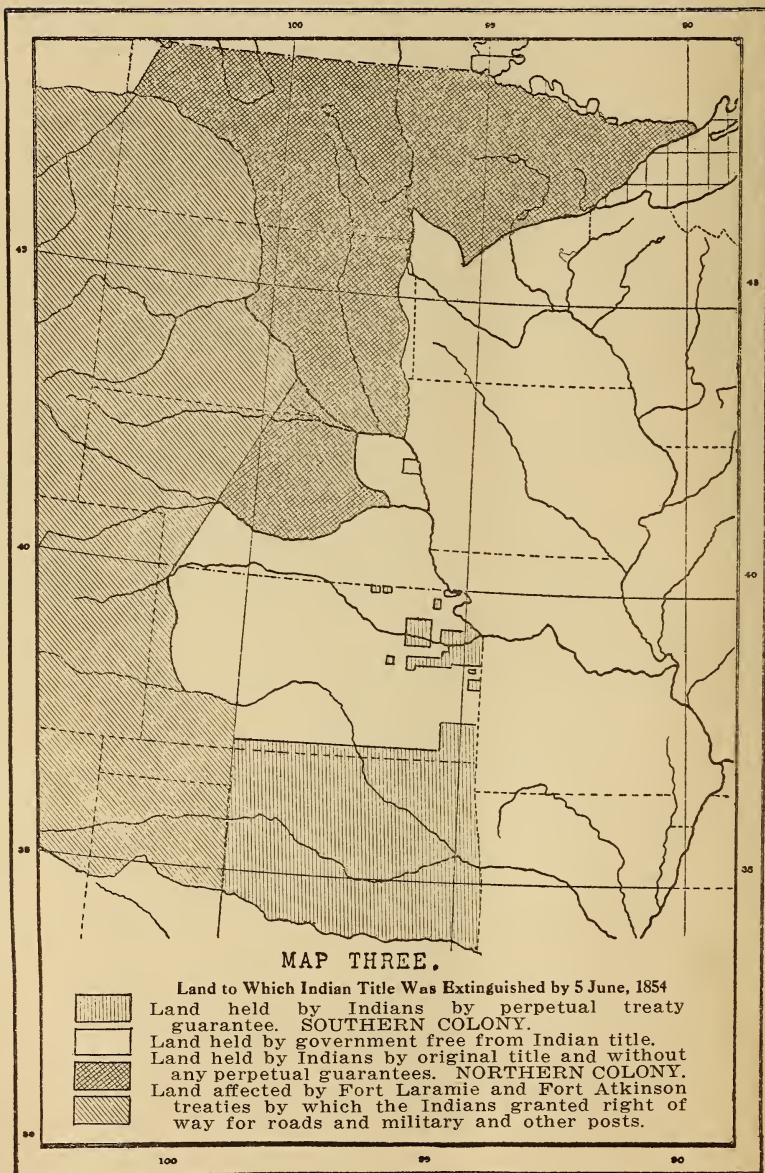 100 95 90
45 45
40 40
35 35
MAP THREE.
Land to Which Indian Title Was Extinguished by 5 June, 1854
Land held by Indians by perpetual treaty
guarantee. SOUTHERN COLONY.
Land held by government free from Indian title.
Land held by Indians by original title and without
any perpetual guarantees. NORTHERN COLONY.
Land affected by Fort Laramie and Fort Atkinson
treaties by which the Indians granted right of
way for roads and military and other posts.
30
100 95 90